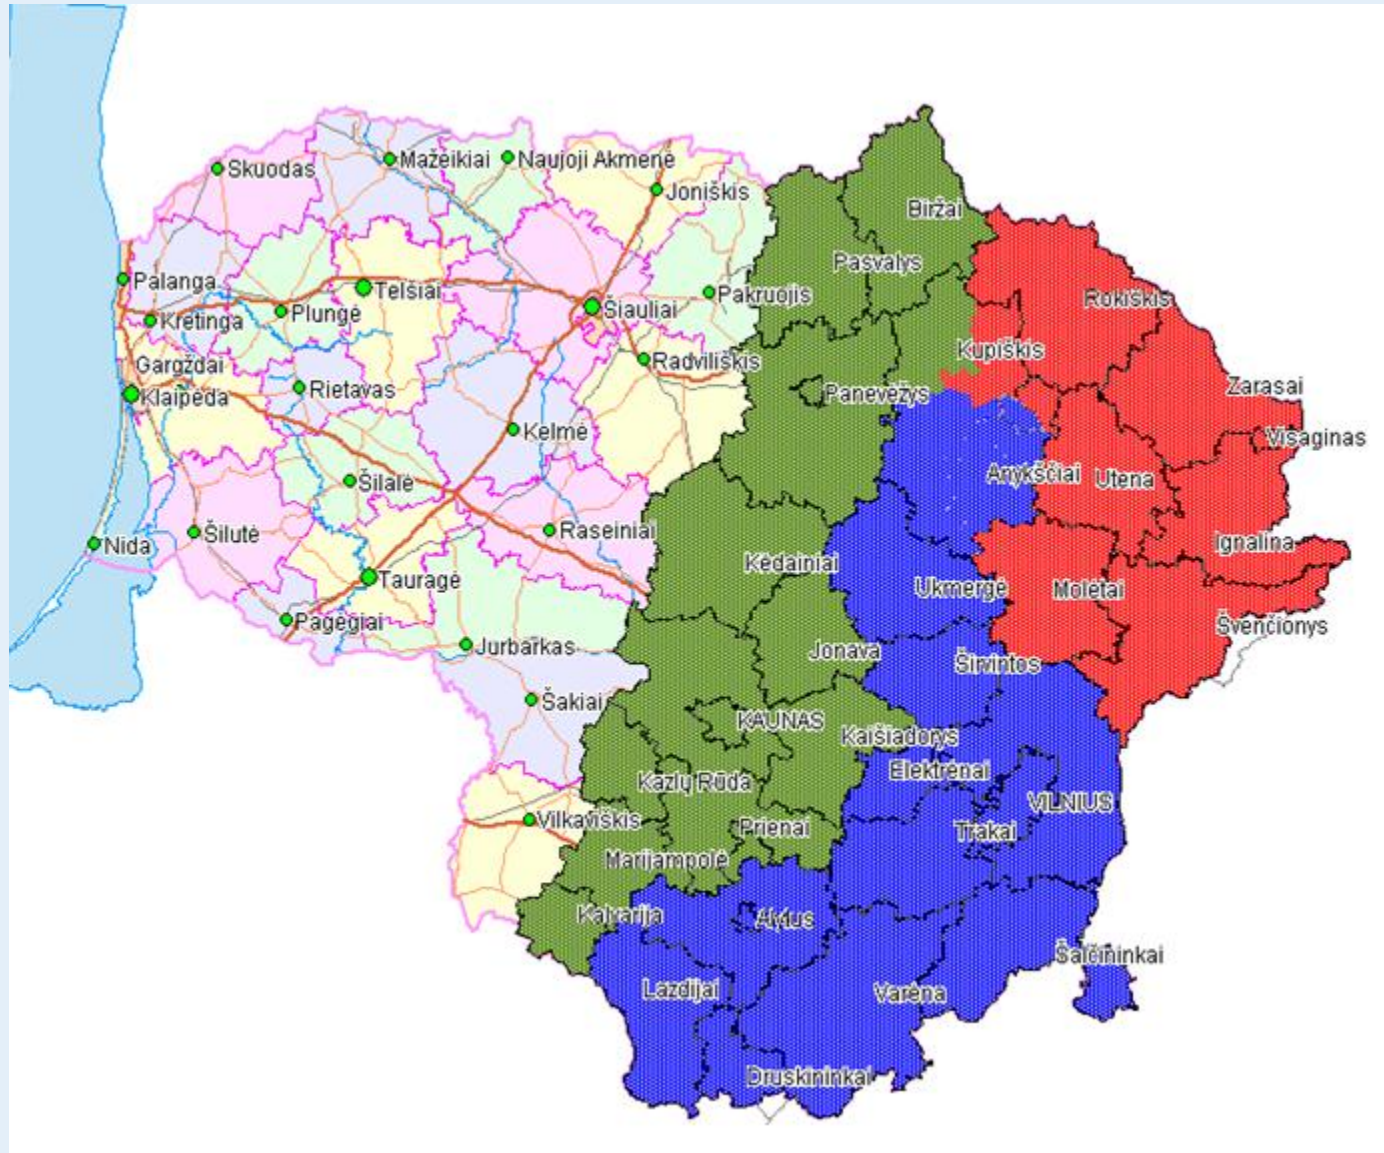 Skuodas
Mažeikiai
Naujoji Akmenė
Joniškis
Biržai
Pasvalys
Palanga
Telšiai
Pakruojis
Rokiškis
Kretinga
Plungė
Šiauliai
Kupiškis
Gargždai
Radviliškis
Klaipėda
Rietavas
Panevėžys
Zarasai
Kelmė
Visaginas
Šilalė
Anykščiai
Utena
Nida
Šilutė
Raseiniai
Ignalina
Tauragė
Kėdainiai
Ukmergė
Molėtai
Pagėgiai
Švenčionys
Jurbarkas
Jonava
Širvintos
Šakiai
KAUNAS
Kaišiadorys
Elektrėnai
Kazlų Rūda
VILNIUS
Vilkaviškis
Prienai
Trakai
Marijampolė
Kalvarija
Alytus
Šalčininkai
Lazdijai
Varėna
Druskininkai